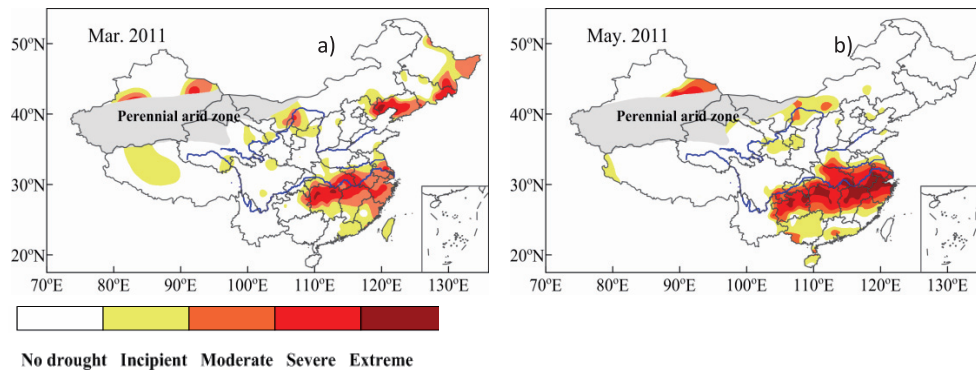 Mar. 2011
a)
Perennial arid zone
50°N
40°N
30°N
20°N
70°E 80°E 90°E 100°E 110°E 120°E 130°E
May. 2011
b)
Perennial arid zone
50°N
40°N
30°N
20°N
70°E 80°E 90°E 100°E 110°E 120°E 130°E
No drought Incipient Moderate Severe Extreme